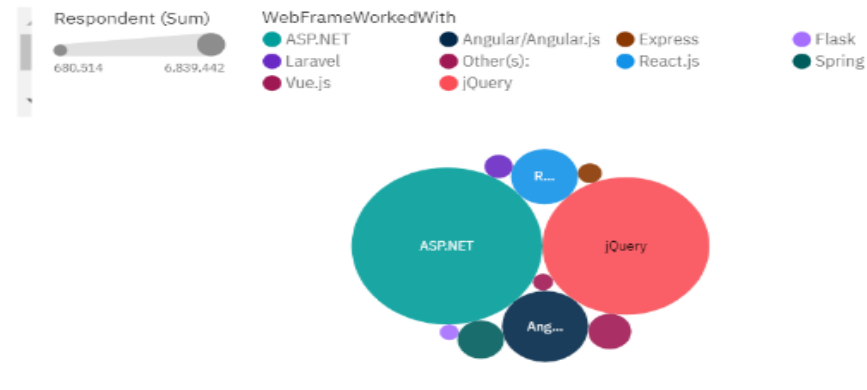 Respondent (Sum)
680.514
6.839.442
WebFrameWorkedWith
ASP.NET
Angular/Angular.js
Express
Flask
Laravel
Other(s):
React.js
Spring
Vue.js
jQuery
R...
ASP.NET
jQuery
Ang...